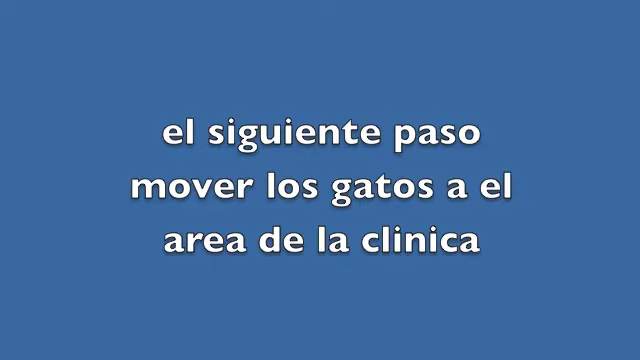 el siguiente paso
mover los gatos a el
area de la clinica